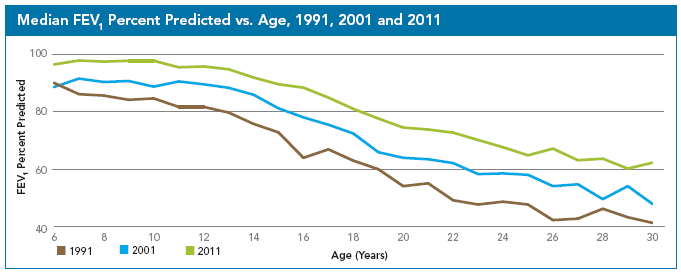 Median FEV1 Percent Predicted vs. Age, 1991, 2001 and 2011
100
80
60
40
FEV1 Percent Predicted
6 8 10 12 14 16 18 20 22 24 26 28 30
1991 2001 2011
Age (Years)